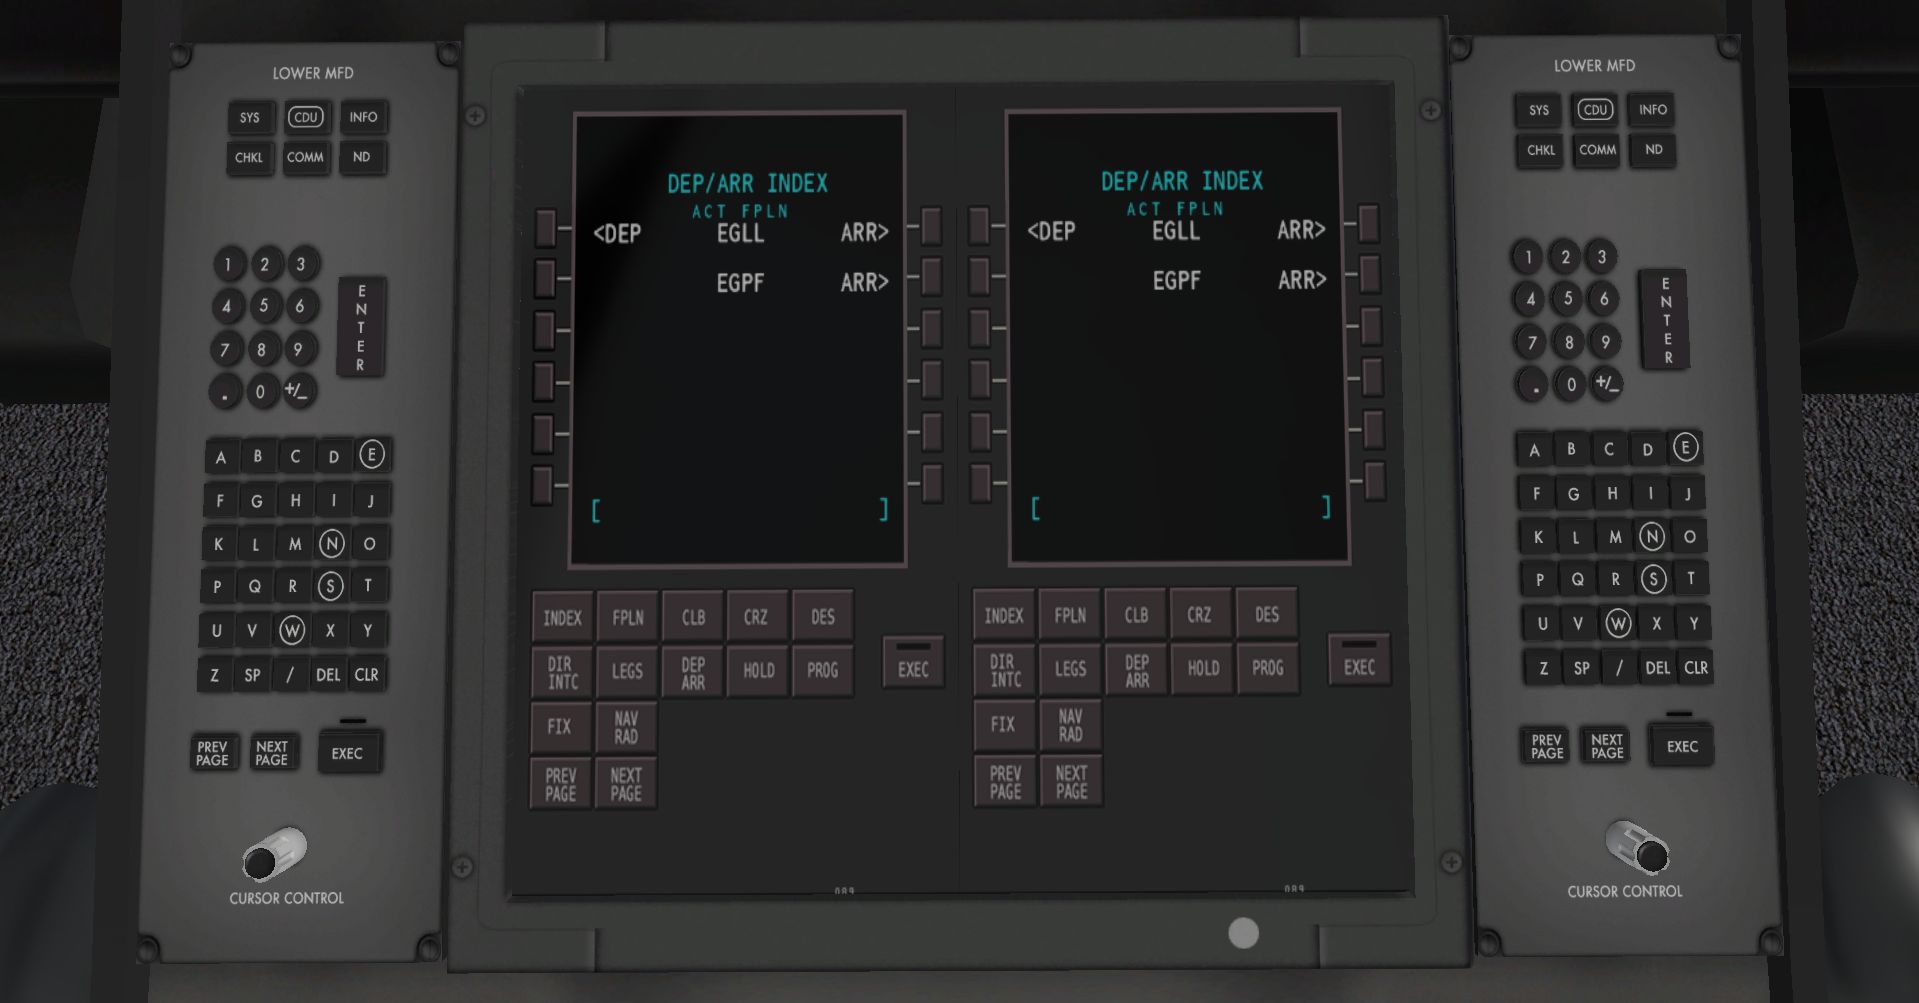 LOWER MFD
SYS CDU INFO
CHKL COMM ND
1 2 3
4 5 6
7 8 9
. 0 +/_
ENTER
A B C D E
F G H I J
K L M N O
P Q R S T
U V W X Y
Z SP / DEL CLR
PREV PAGE
NEXT PAGE
EXEC
CURSOR CONTROL
DEP/ARR INDEX
ACT FPLN
<DEP EGLL ARR>
EGPF ARR>
[ ]
INDEX FPLN CLB CRZ DES
DIR INTC
LEGS
DEP ARR
HOLD PROG
EXEC
FIX
NAV RAD
PREV PAGE
NEXT PAGE
DEP/ARR INDEX
ACT FPLN
<DEP EGLL ARR>
EGPF ARR>
[ ]
INDEX FPLN CLB CRZ DES
DIR INTC
LEGS
DEP ARR
HOLD PROG
EXEC
FIX
NAV RAD
PREV PAGE
NEXT PAGE
LOWER MFD
SYS CDU INFO
CHKL COMM ND
1 2 3
4 5 6
7 8 9
. 0 +/_
ENTER
A B C D E
F G H I J
K L M N O
P Q R S T
U V W X Y
Z SP / DEL CLR
PREV PAGE
NEXT PAGE
EXEC
CURSOR CONTROL